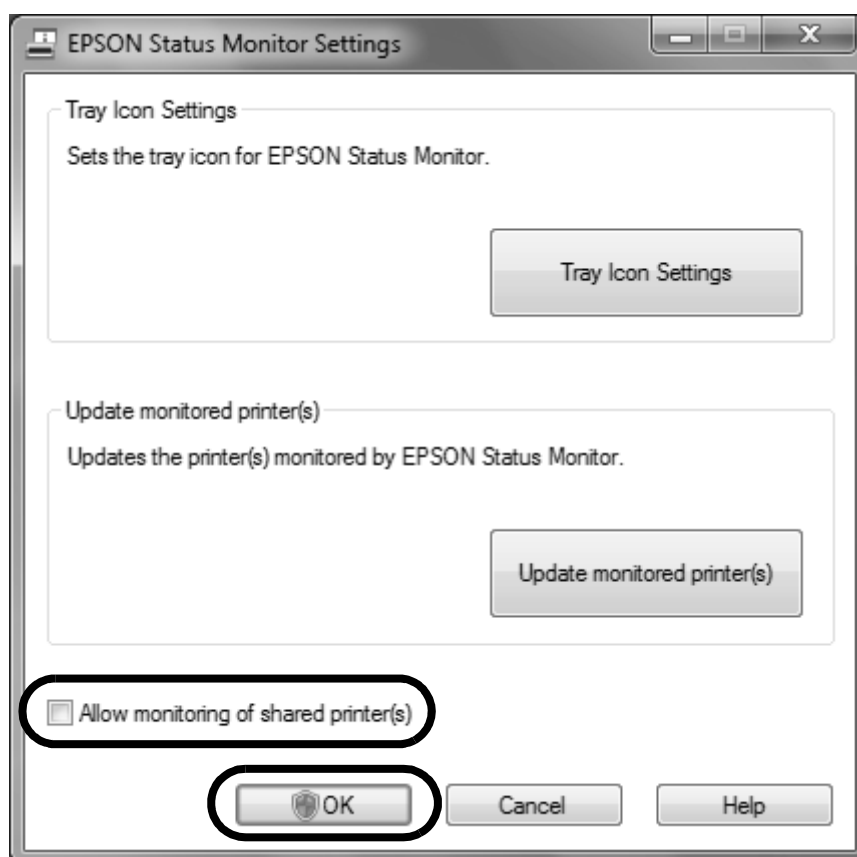 EPSON Status Monitor Settings
Tray Icon Settings
Sets the tray icon for EPSON Status Monitor.
Tray Icon Settings
Update monitored printer(s)
Updates the printer(s) monitored by EPSON Status Monitor.
Update monitored printer(s)
Allow monitoring of shared printer(s)
OK Cancel Help